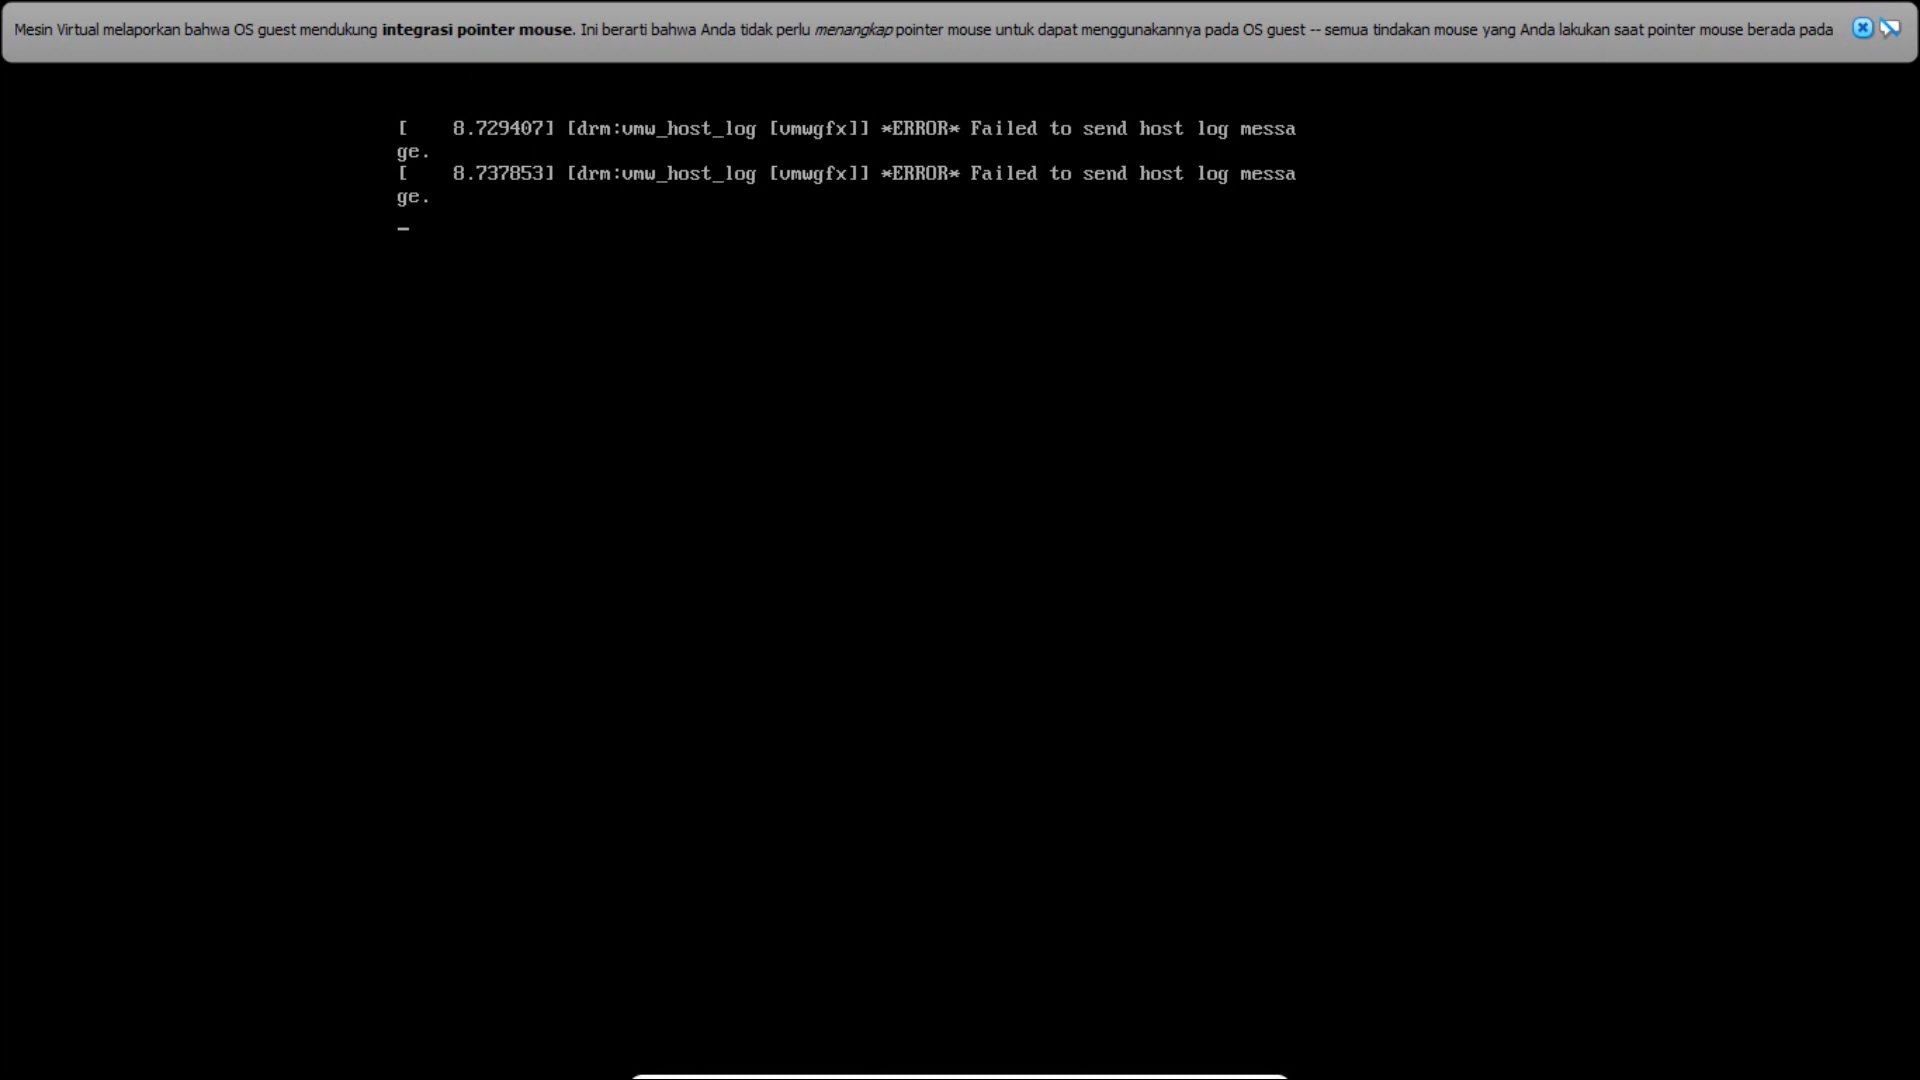 Mesin Virtual melaporkan bahwa OS guest mendukung integrasi pointer mouse. Ini berarti bahwa Anda tidak perlu menangkap pointer mouse untuk dapat menggunakannya pada OS guest -- semua tindakan mouse yang Anda lakukan saat pointer mouse berada pada
[    8.729407] [drm:vmw_host_log [vmwgfx]] *ERROR* Failed to send host log messa
ge.
[    8.737853] [drm:vmw_host_log [vmwgfx]] *ERROR* Failed to send host log messa
ge.
_